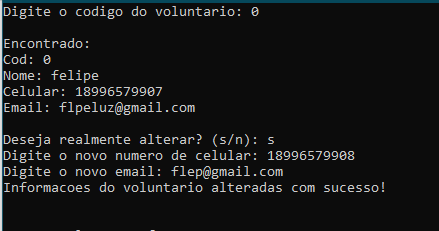 Digite o codigo do voluntario: 0
Encontrado:
Cod: 0
Nome: felipe
Celular: 18996579907
Email: flpeluz@gmail.com
Deseja realmente alterar? (s/n): s
Digite o novo numero de celular: 18996579908
Digite o novo email: flep@gmail.com
Informacoes do voluntario alteradas com sucesso!